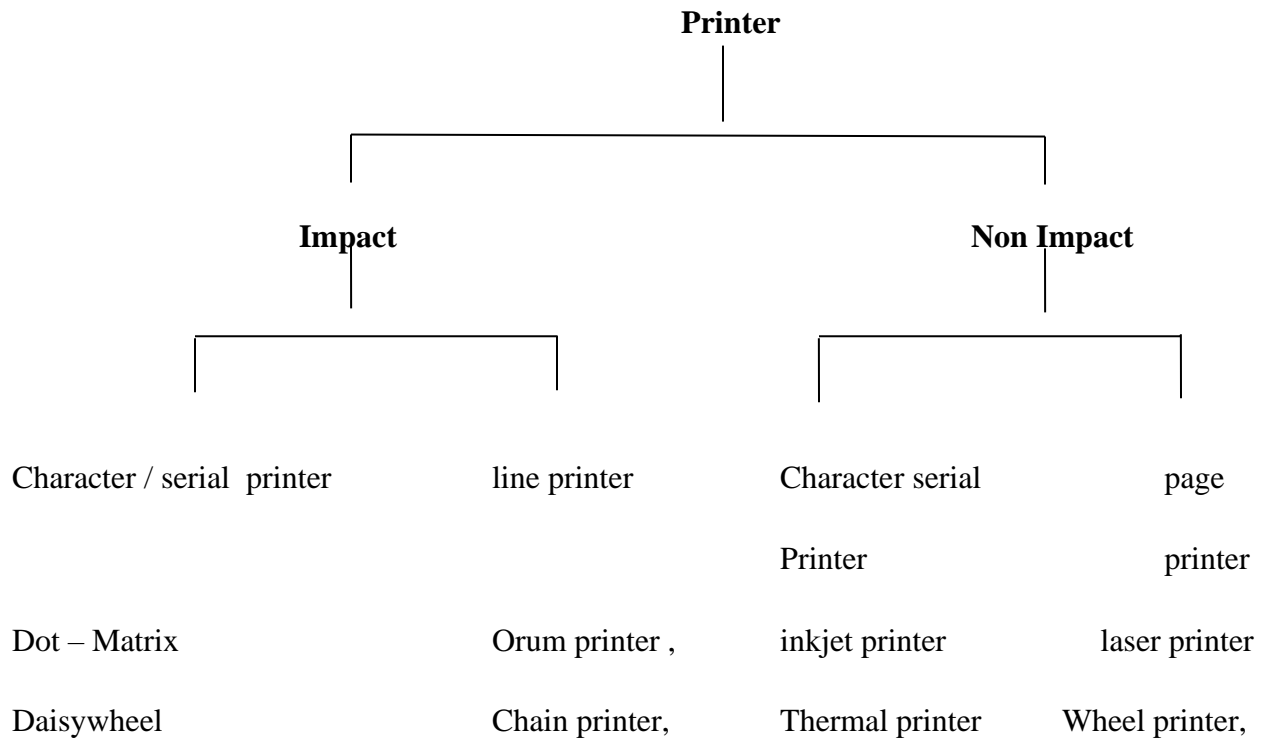 Printer
Impact Non Impact
Character / serial printer line printer Character serial page
Printer printer
Dot – Matrix Orum printer , inkjet printer laser printer
Daisywheel Chain printer, Thermal printer Wheel printer,